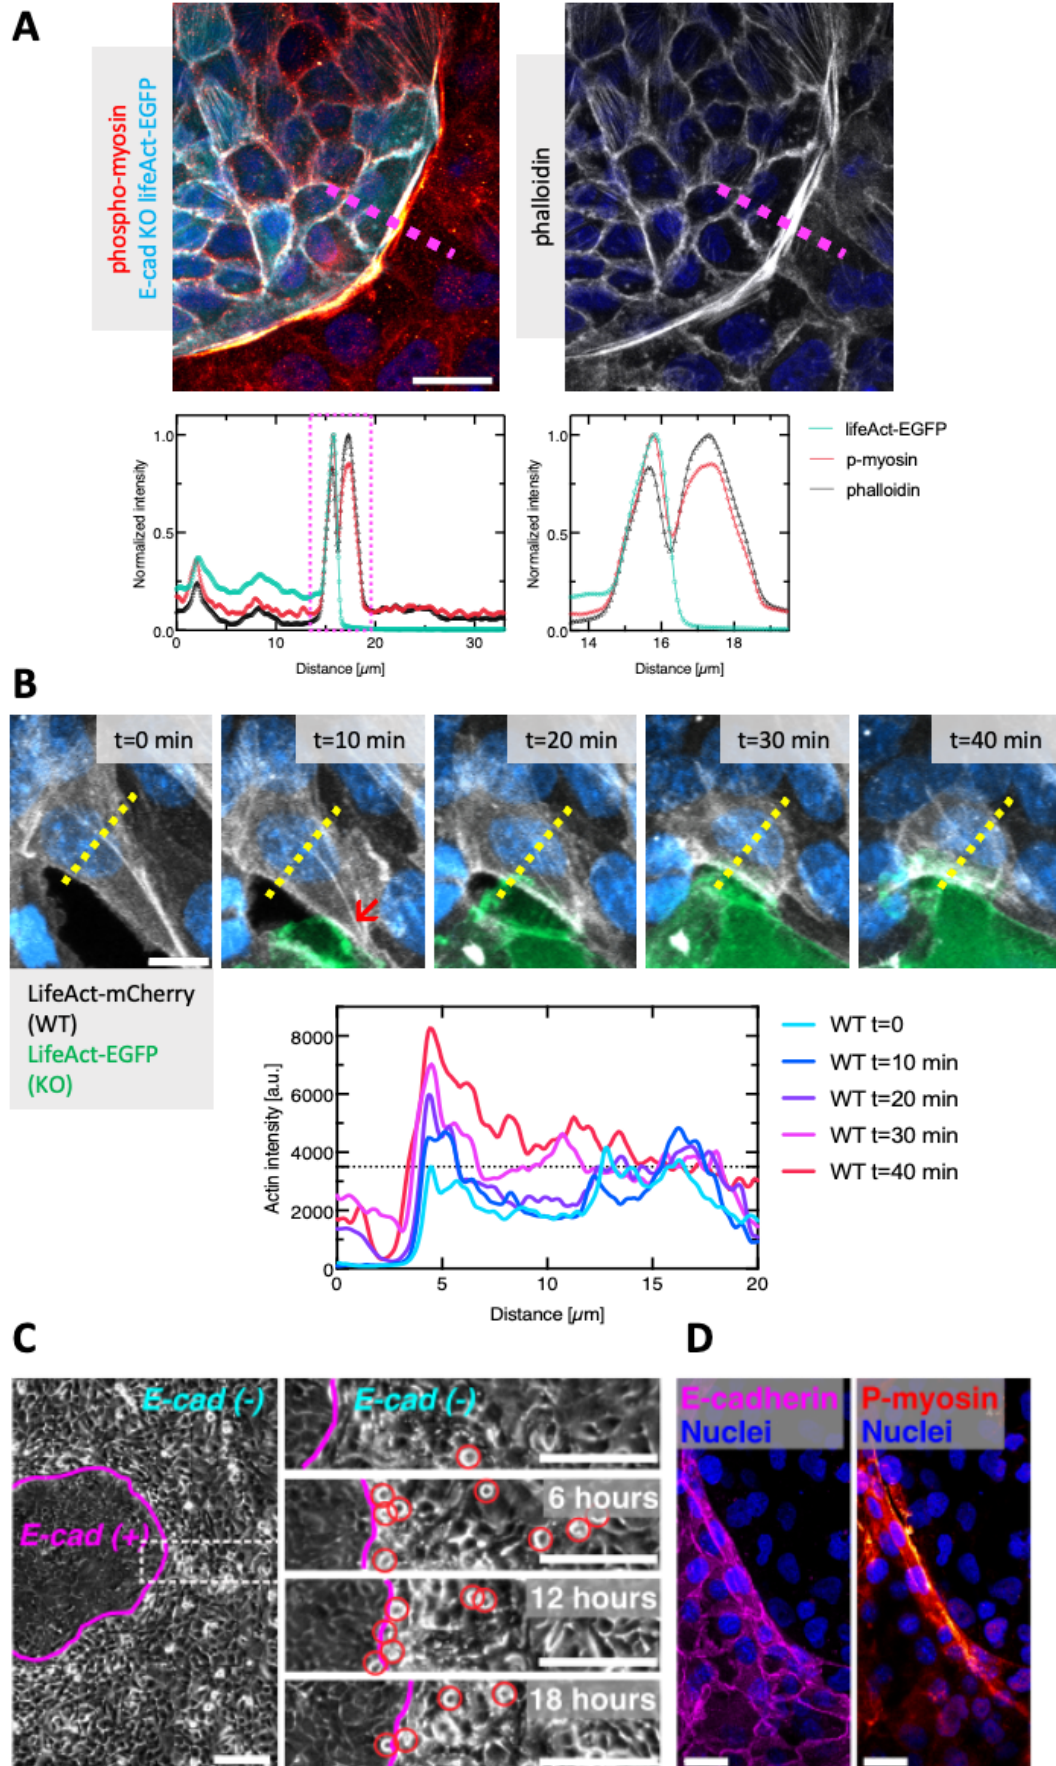 A
phospho-myosin
E-cad KO lifeAct-EGFP
phalloidin
Normalized intensity
1.0
0.5
0.0
0
10
20
30
Distance [µm]
Normalized intensity
1.0
0.5
0.0
14
16
18
Distance [µm]
lifeAct-EGFP
p-myosin
phalloidin
B
t=0 min
t=10 min
t=20 min
t=30 min
t=40 min
LifeAct-mCherry
(WT)
LifeAct-EGFP
(KO)
Actin intensity [a.u.]
8000
6000
4000
2000
0
0
5
10
15
20
Distance [µm]
WT t=0
WT t=10 min
WT t=20 min
WT t=30 min
WT t=40 min
C
E-cad (-)
E-cad (+)
E-cad (-)
6 hours
12 hours
18 hours
D
E-cadherin
Nuclei
P-myosin
Nuclei